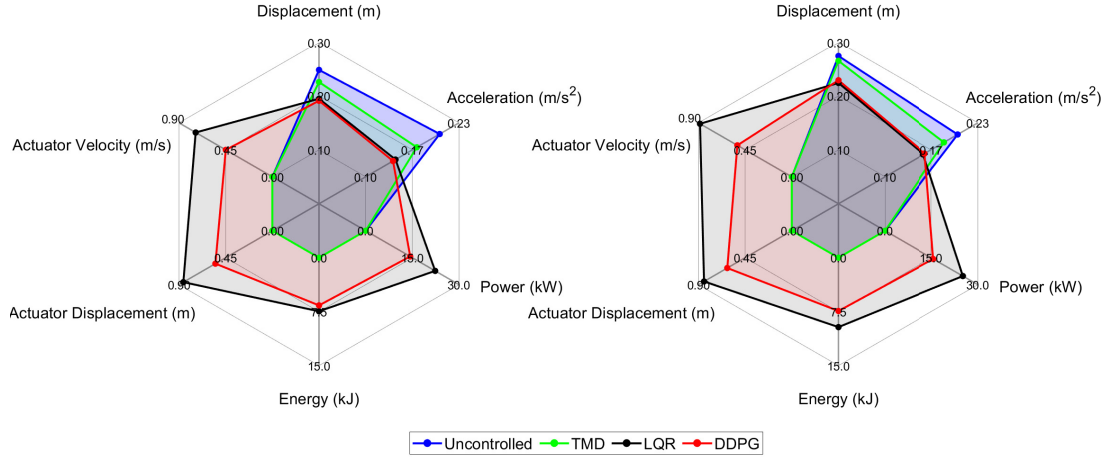 Displacement (m)
0.30
0.20
0.10
Acceleration (m/s²)
0.23
0.17
0.10
Actuator Velocity (m/s)
0.90
0.45
0.00
Actuator Displacement (m)
0.90
0.45
0.00
Energy (kJ)
0.0
7.5
15.0
Power (kW)
0.0
15.0
30.0
Displacement (m)
0.30
0.20
0.10
Acceleration (m/s²)
0.23
0.17
0.10
Actuator Velocity (m/s)
0.90
0.45
0.00
Actuator Displacement (m)
0.90
0.45
0.00
Energy (kJ)
0.0
7.5
15.0
Power (kW)
0.0
15.0
30.0
Uncontrolled TMD LQR DDPG